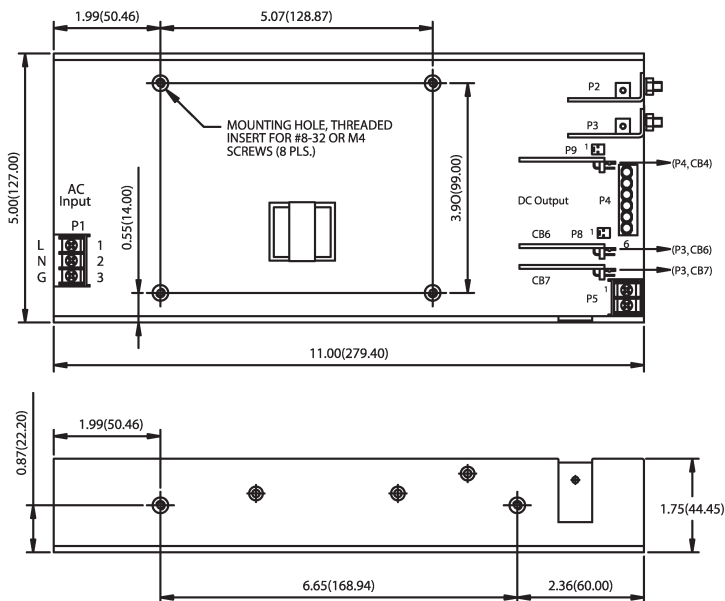 1.99(50.46)
5.07(128.87)
5.00(127.00)
MOUNTING HOLE, THREADED
INSERT FOR #8-32 OR M4
SCREWS (8 PLS.)
3.9O(99.00)
0.55(14.00)
AC
Input
P1
L 1
N 2
G 3
P2
P3
P9 1
(P4, CB4)
DC Output P4
CB6 P8 1
6
(P3, CB6)
CB7
(P3, CB7)
P5 1
11.00(279.40)
0.87(22.20)
1.99(50.46)
1.75(44.45)
6.65(168.94)
2.36(60.00)